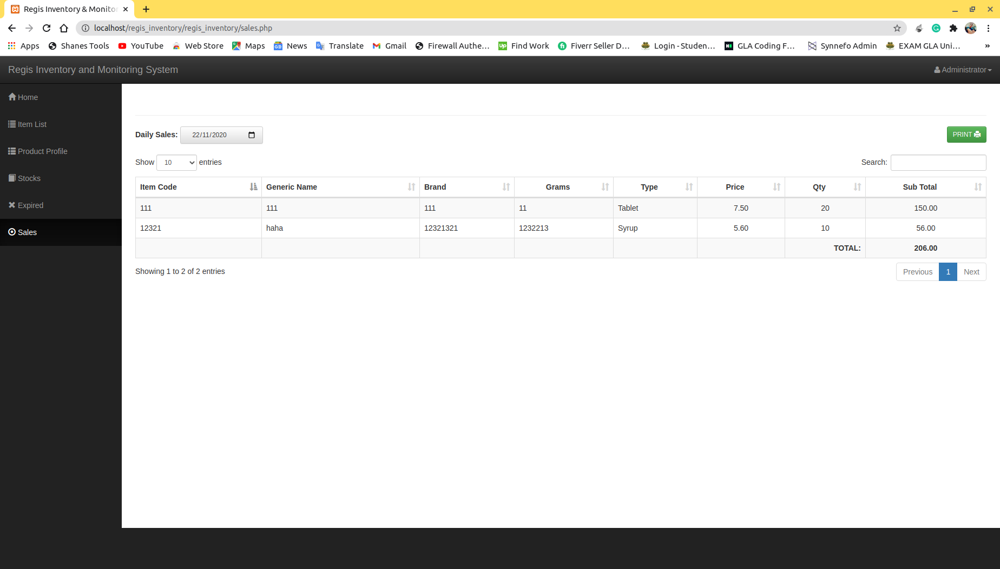 Regis Inventory & Monitor
localhost/regis_inventory/regis_inventory/sales.php
Apps Shanes Tools YouTube Web Store Maps News Translate Gmail Firewall Authe... Find Work Fiverr Seller D... Login - Studen... GLA Coding F... Synnefo Admin EXAM GLA Uni... »
Regis Inventory and Monitoring System Administrator
Home
Item List
Product Profile
Stocks
Expired
Sales
Daily Sales: 22/11/2020 PRINT
Show 10 entries Search:
Item Code Generic Name Brand Grams Type Price Qty Sub Total
111 111 111 11 Tablet 7.50 20 150.00
12321 haha 12321321 1232213 Syrup 5.60 10 56.00
TOTAL: 206.00
Showing 1 to 2 of 2 entries Previous 1 Next